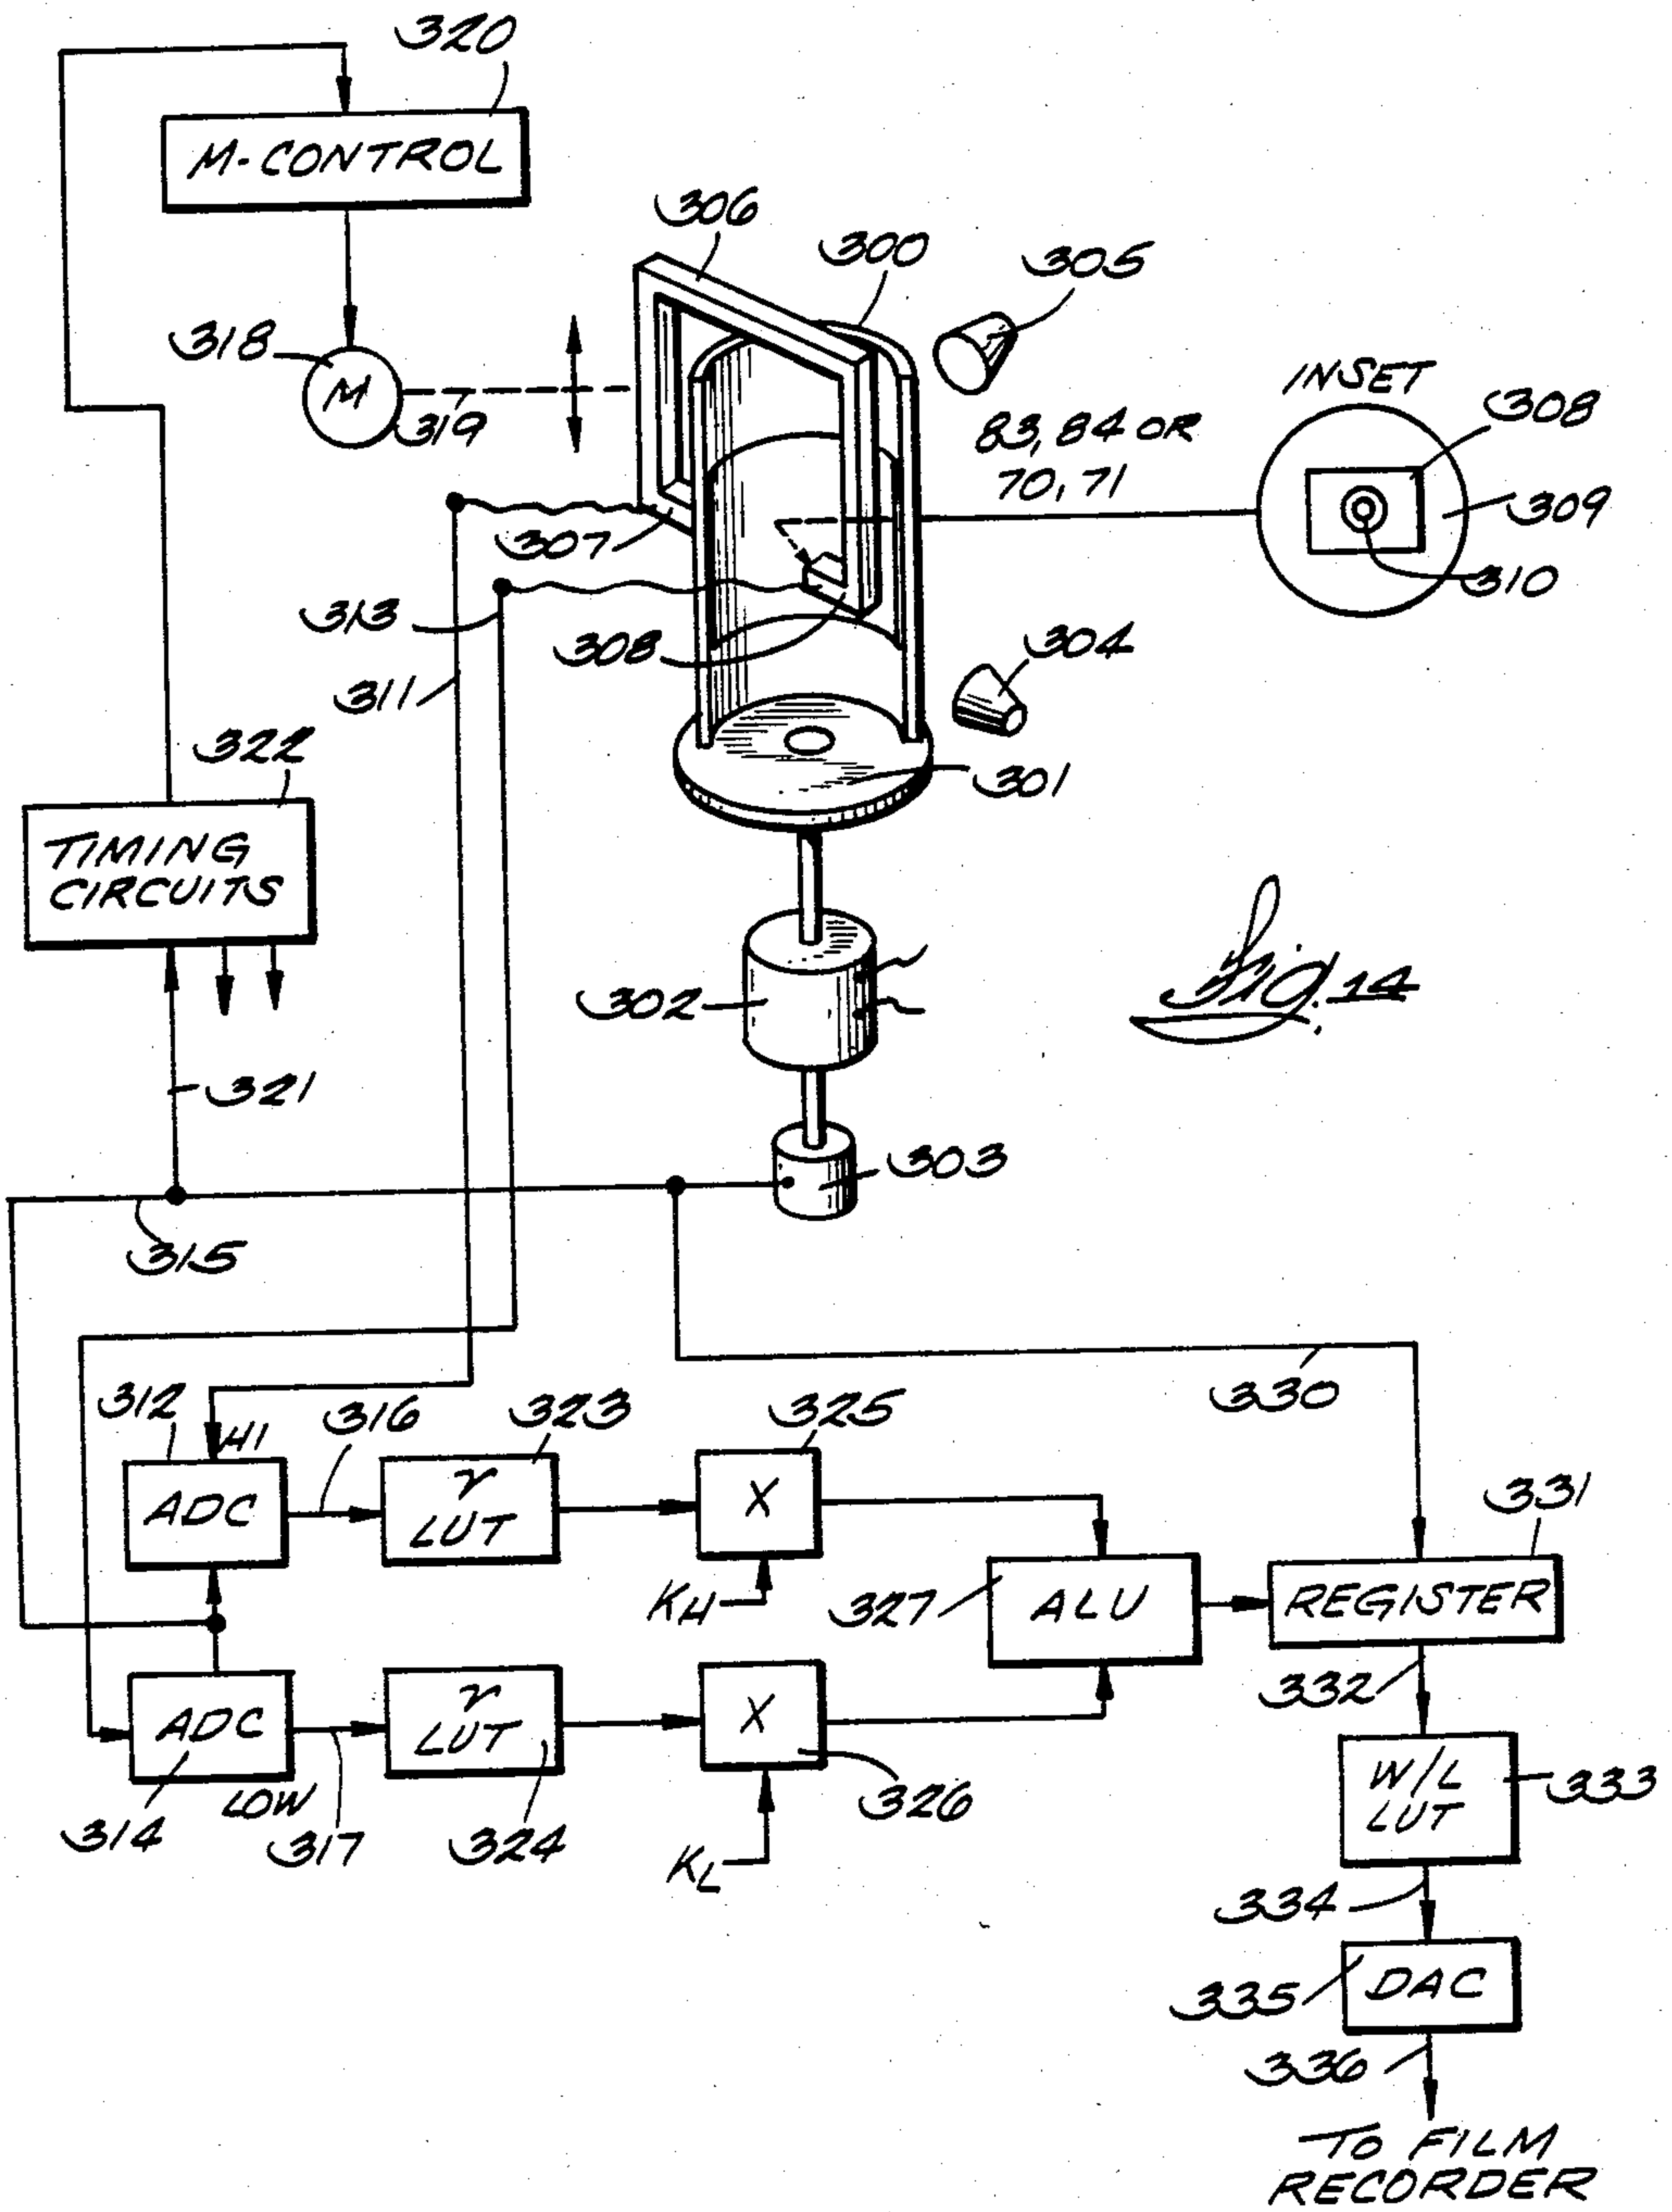 320
M-CONTROL
306
300
305
318
M
319
INSET
308
83, 84 OR
70, 71
309
307
310
313
308
304
311
322
301
TIMING
CIRCUITS
302
Fig. 14
321
303
315
330
312
HI
316
323
325
331
ADC
γ
LUT
X
KH
327
ALU
REGISTER
332
ADC
γ
LUT
X
W/L
LUT
333
314
LOW
317
324
326
KL
334
335
DAC
336
TO FILM
RECORDER